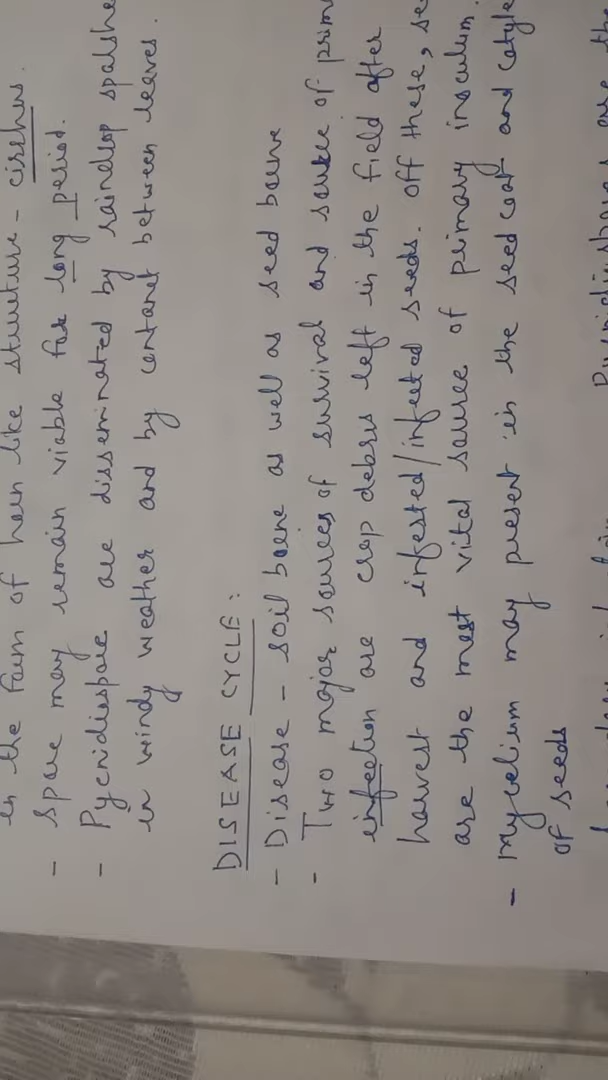 in the form of horn like structure - cirrhus.
- spore may remain viable for long period.
- Pycnidiospore are disseminated by raindrop spalshe
in windy weather and by contanct between leaves.
DISEASE CYCLE :
- Disease - soil borne as well as seed borne
- Two major sources of survival and source of prim
infection are crop debris left in the field after
harvest and infested/infected seeds. off these, se
are the most vital source of primary inoculum.
- mycelium may present in the seed coat and cotyle
of seeds